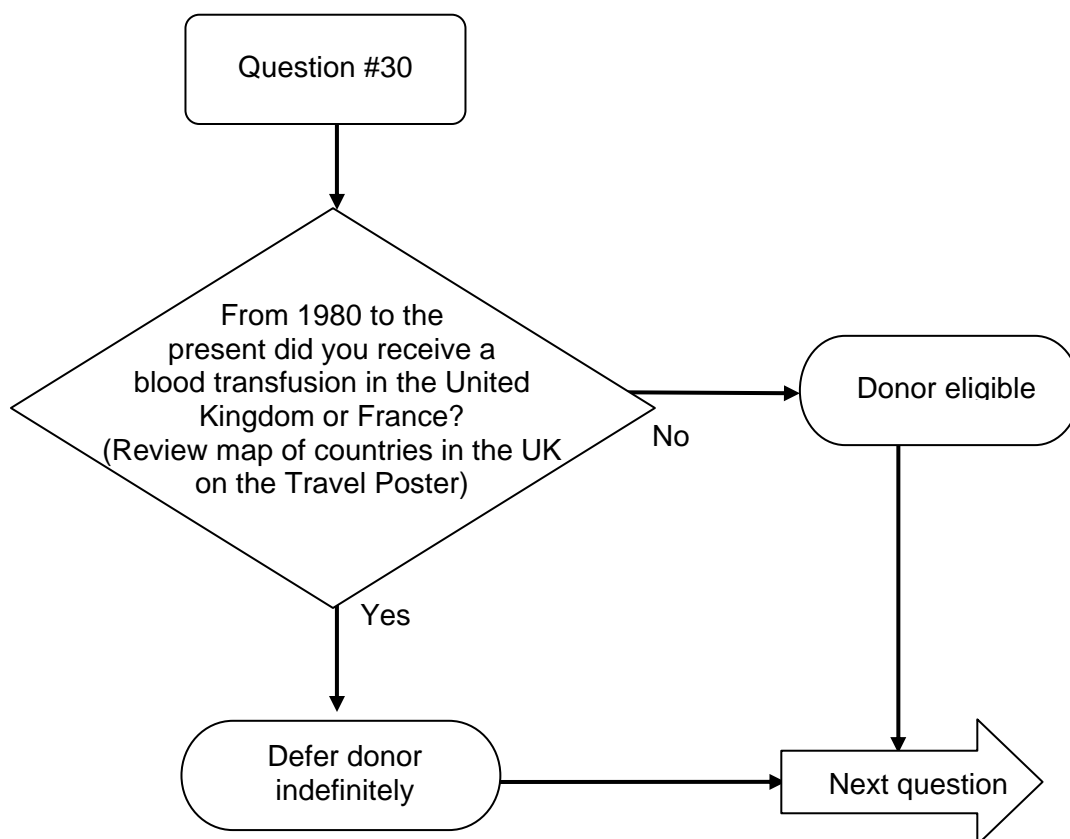 Question #30
From 1980 to the
present did you receive a
blood transfusion in the United
Kingdom or France?
(Review map of countries in the UK
on the Travel Poster)
No
Donor eligible
Yes
Defer donor
indefinitely
Next question